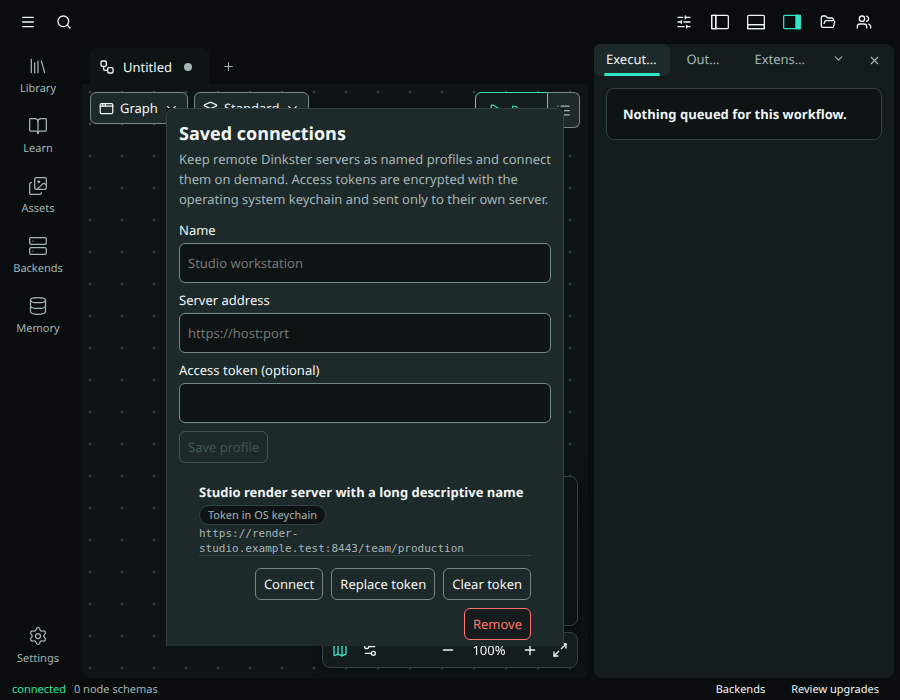 Library
Learn
Assets
Backends
Memory
Settings
Untitled
Graph
Standard
Saved connections
Keep remote Dinkster servers as named profiles and connect
them on demand. Access tokens are encrypted with the
operating system keychain and sent only to their own server.
Name
Studio workstation
Server address
https://host:port
Access token (optional)
Save profile
Studio render server with a long descriptive name
Token in OS keychain
https://render-
studio.example.test:8443/team/production
Connect Replace token Clear token
Remove
100%
Execut... Out... Extens...
Nothing queued for this workflow.
connected 0 node schemas
Backends Review upgrades